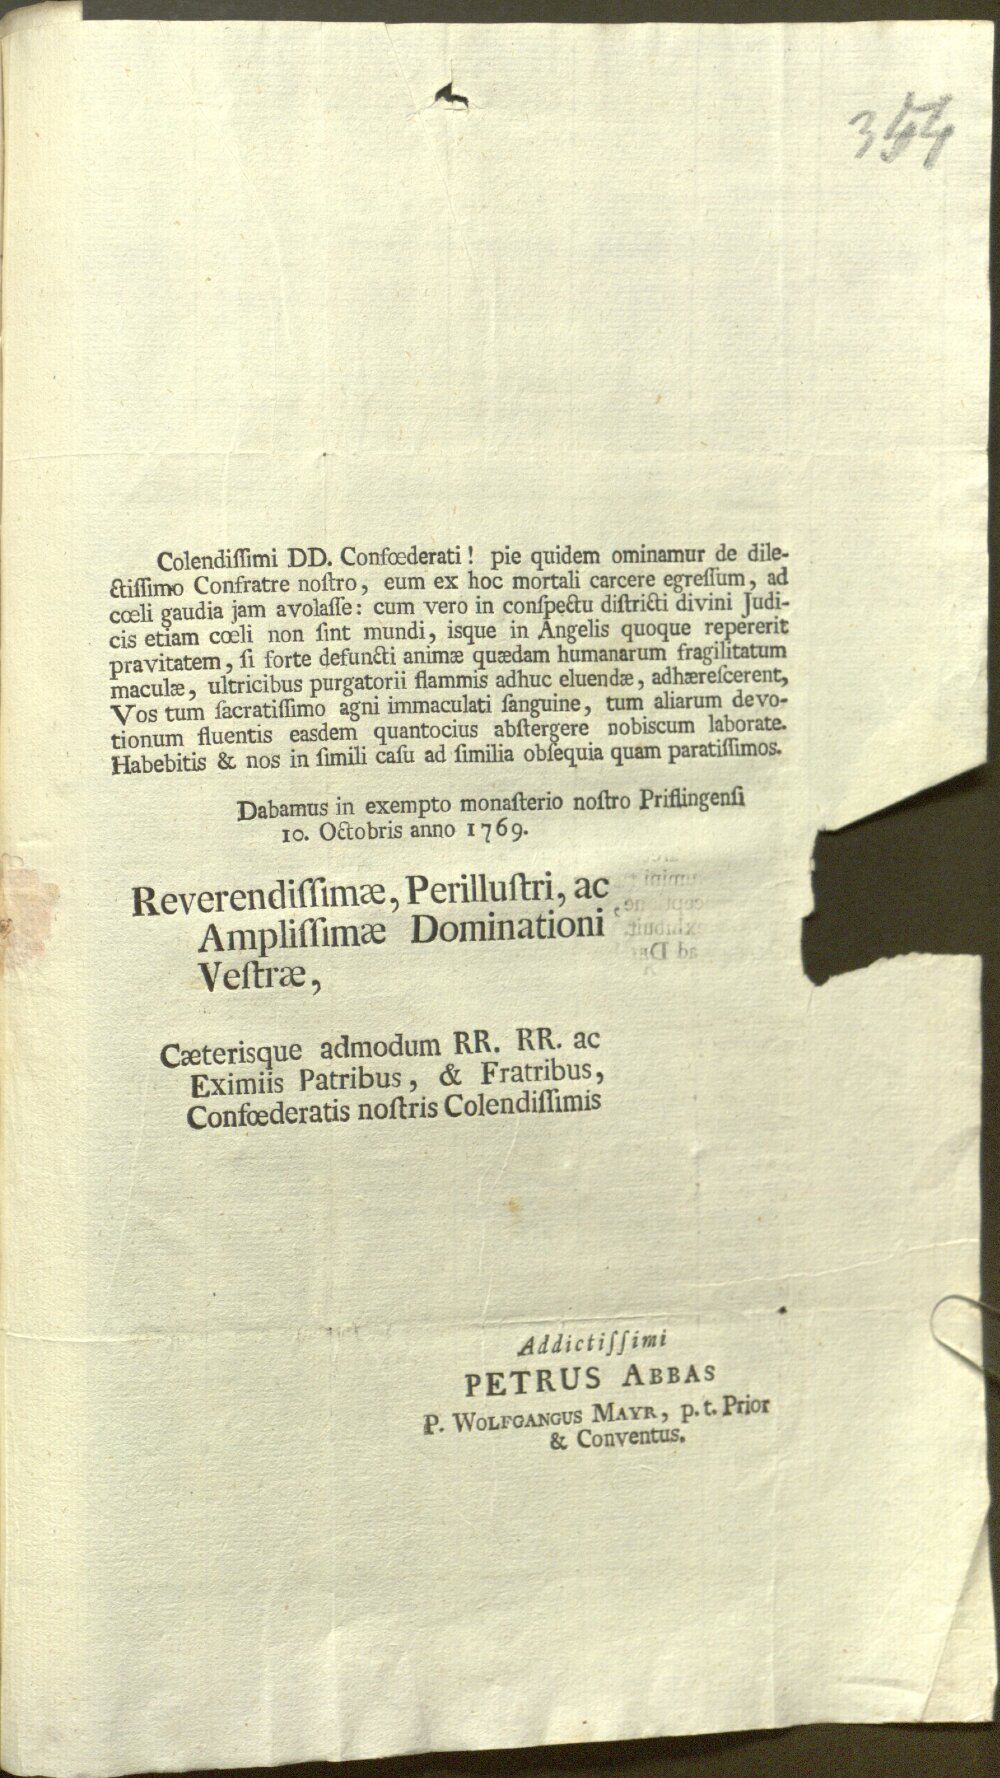 Colendiſſimi DD. Confœderati! pie quidem ominamur de dile-
ctiſſimo Confratre noſtro, eum ex hoc mortali carcere egreſſum, ad
cœli gaudia jam avolaſſe: cum vero in conſpectu diſtricti divini Judi-
cis etiam cœli non ſint mundi, isque in Angelis quoque repererit
pravitatem, ſi forte defuncti animæ quædam humanarum fragilitatum
maculæ, ultricibus purgatorii flammis adhuc eluendæ, adhæreſcerent,
Vos tum ſacratiſſimo agni immaculati ſanguine, tum aliarum devo-
tionum fluentis easdem quantocius abſtergere nobiscum laborate.
Habebitis & nos in ſimili caſu ad ſimilia obſequia quam paratiſſimos.
Dabamus in exempto monaſterio noſtro Priflingenſi
10. Octobris anno 1769.
Reverendiſſimæ, Perilluſtri, ac
Ampliſſimæ Dominationi
Veſtræ,
Cæterisque admodum RR. RR. ac
Eximiis Patribus, & Fratribus,
Confœderatis noſtris Colendiſſimis
Addictiſſimi
PETRUS ABBAS
P. WOLFGANGUS MAYR, p. t. Prior
& Conventus.